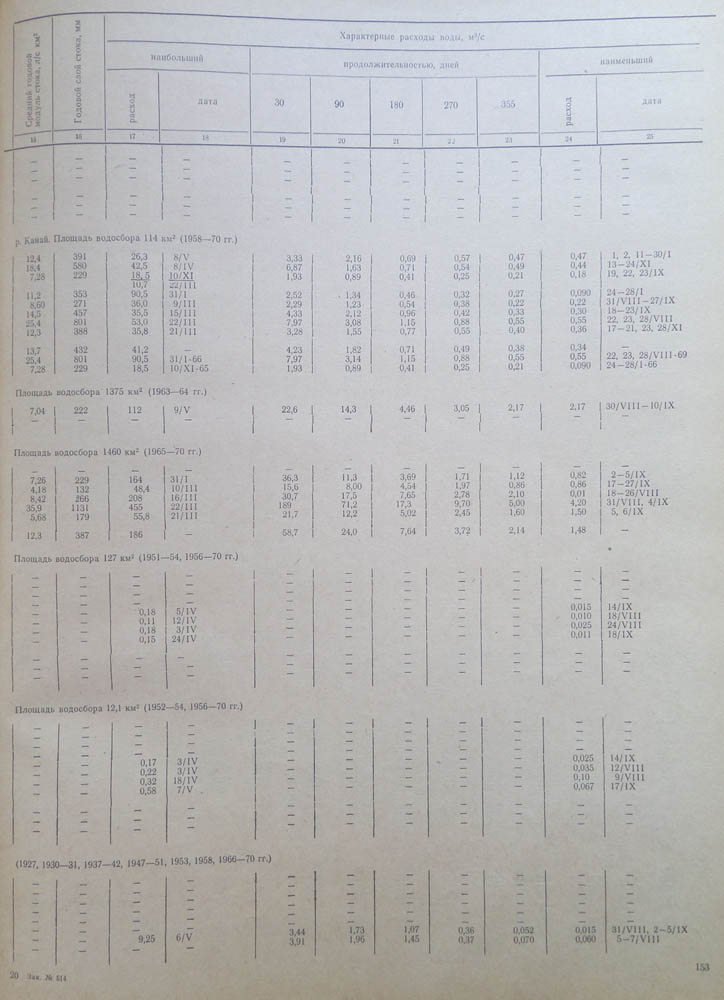 Средний годовой модуль стока, л/с км²
Годовой слой стока, мм
Характерные расходы воды, м³/с
наибольший
продолжительностью, дней
наименьший
расход
дата
30
90
180
270
355
расход
дата
15 16 17 18 19 20 21 22 23 24 25
— — — — — — — — — — —
— — — — — — — — — — —
— — — — — — — — — — —
— — — — — — — — — — —
— — — — — — — — — — —
— — — — — — — — — — —
р. Канай. Площадь водосбора 114 км² (1958—70 гг.)
12,4 391 26,3 8/V 3,33 2,16 0,69 0,57 0,47 0,47 1, 2, 11—30/I
18,4 580 42,5 8/IV 6,87 1,63 0,71 0,54 0,49 0,44 13—24/XI
7,28 229 18,5 10/XI 1,93 0,89 0,41 0,25 0,21 0,18 19, 22, 23/IX
10,7 22/III
11,2 353 90,5 31/I 2,52 1,34 0,46 0,32 0,27 0,090 24—28/I
8,60 271 36,0 9/III 2,29 1,23 0,54 0,38 0,22 0,22 31/VIII—27/IX
14,5 457 35,5 15/III 4,33 2,12 0,96 0,42 0,33 0,30 18—23/IX
25,4 801 53,0 22/III 7,97 3,08 1,15 0,88 0,55 0,55 22, 23, 28/VIII
12,3 388 35,8 21/III 3,28 1,55 0,77 0,55 0,40 0,36 17—21, 23, 28/XI
13,7 432 41,2 — 4,23 1,82 0,71 0,49 0,38 0,34 —
25,4 801 90,5 31/I-66 7,97 3,14 1,15 0,88 0,55 0,55 22, 23, 28/VIII-69
7,28 229 18,5 10/XI-65 1,93 0,89 0,41 0,25 0,21 0,090 24—28/I-66
Площадь водосбора 1375 км² (1963—64 гг.)
7,04 222 112 9/V 22,6 14,3 4,46 3,05 2,17 2,17 30/VIII—10/IX
— — — — — — — — — — —
Площадь водосбора 1460 км² (1965—70 гг.)
— — — — — — — — — — —
7,26 229 164 31/I 36,3 11,3 3,69 1,71 1,12 0,82 2—5/IX
4,18 132 48,4 10/III 15,6 8,00 4,54 1,97 0,86 0,86 17—27/IX
8,42 266 208 16/III 30,7 17,5 7,65 2,78 2,10 0,01 18—26/VIII
35,9 1131 455 22/III 189 71,2 17,3 9,70 5,00 4,20 31/VIII, 4/IX
5,68 179 55,8 21/III 21,7 12,2 5,02 2,45 1,60 1,50 5, 6/IX
12,3 387 186 — 58,7 24,0 7,64 3,72 2,14 1,48 —
Площадь водосбора 127 км² (1951—54, 1956—70 гг.)
— — — — — — — — — — —
— — — — — — — — — — —
— — — — — — — — — — —
— — — — — — — — — — —
— — 0,18 5/IV — — — — — 0,015 14/IX
— — 0,11 12/IV — — — — — 0,010 18/VIII
— — 0,18 3/IV — — — — — 0,025 24/VIII
— — 0,15 24/IV — — — — — 0,011 18/IX
— — — — — — — — — — —
— — — — — — — — — — —
— — — — — — — — — — —
Площадь водосбора 12,1 км² (1952—54, 1956—70 гг.)
— — — — — — — — — — —
— — — — — — — — — — —
— — — — — — — — — — —
— — — — — — — — — — —
— — 0,17 3/IV — — — — — 0,025 14/IX
— — 0,22 3/IV — — — — — 0,035 12/VIII
— — 0,32 18/IV — — — — — 0,10 9/VIII
— — 0,58 7/V — — — — — 0,067 17/IX
— — — — — — — — — — —
— — — — — — — — — — —
— — — — — — — — — — —
(1927, 1930—31, 1937—42, 1947—51, 1953, 1958, 1966—70 гг.)
— — — — — — — — — — —
— — — — — — — — — — —
— — — — — — — — — — —
— — — — — — — — — — —
— — — — — — — — — — —
— — — — — — — — — — —
— — — — 3,44 1,73 1,07 0,36 0,052 0,015 31/VIII, 2—5/IX
— — 9,25 6/V 3,91 1,96 1,45 0,37 0,070 0,060 5—7/VIII
20 Зак. № 514
153